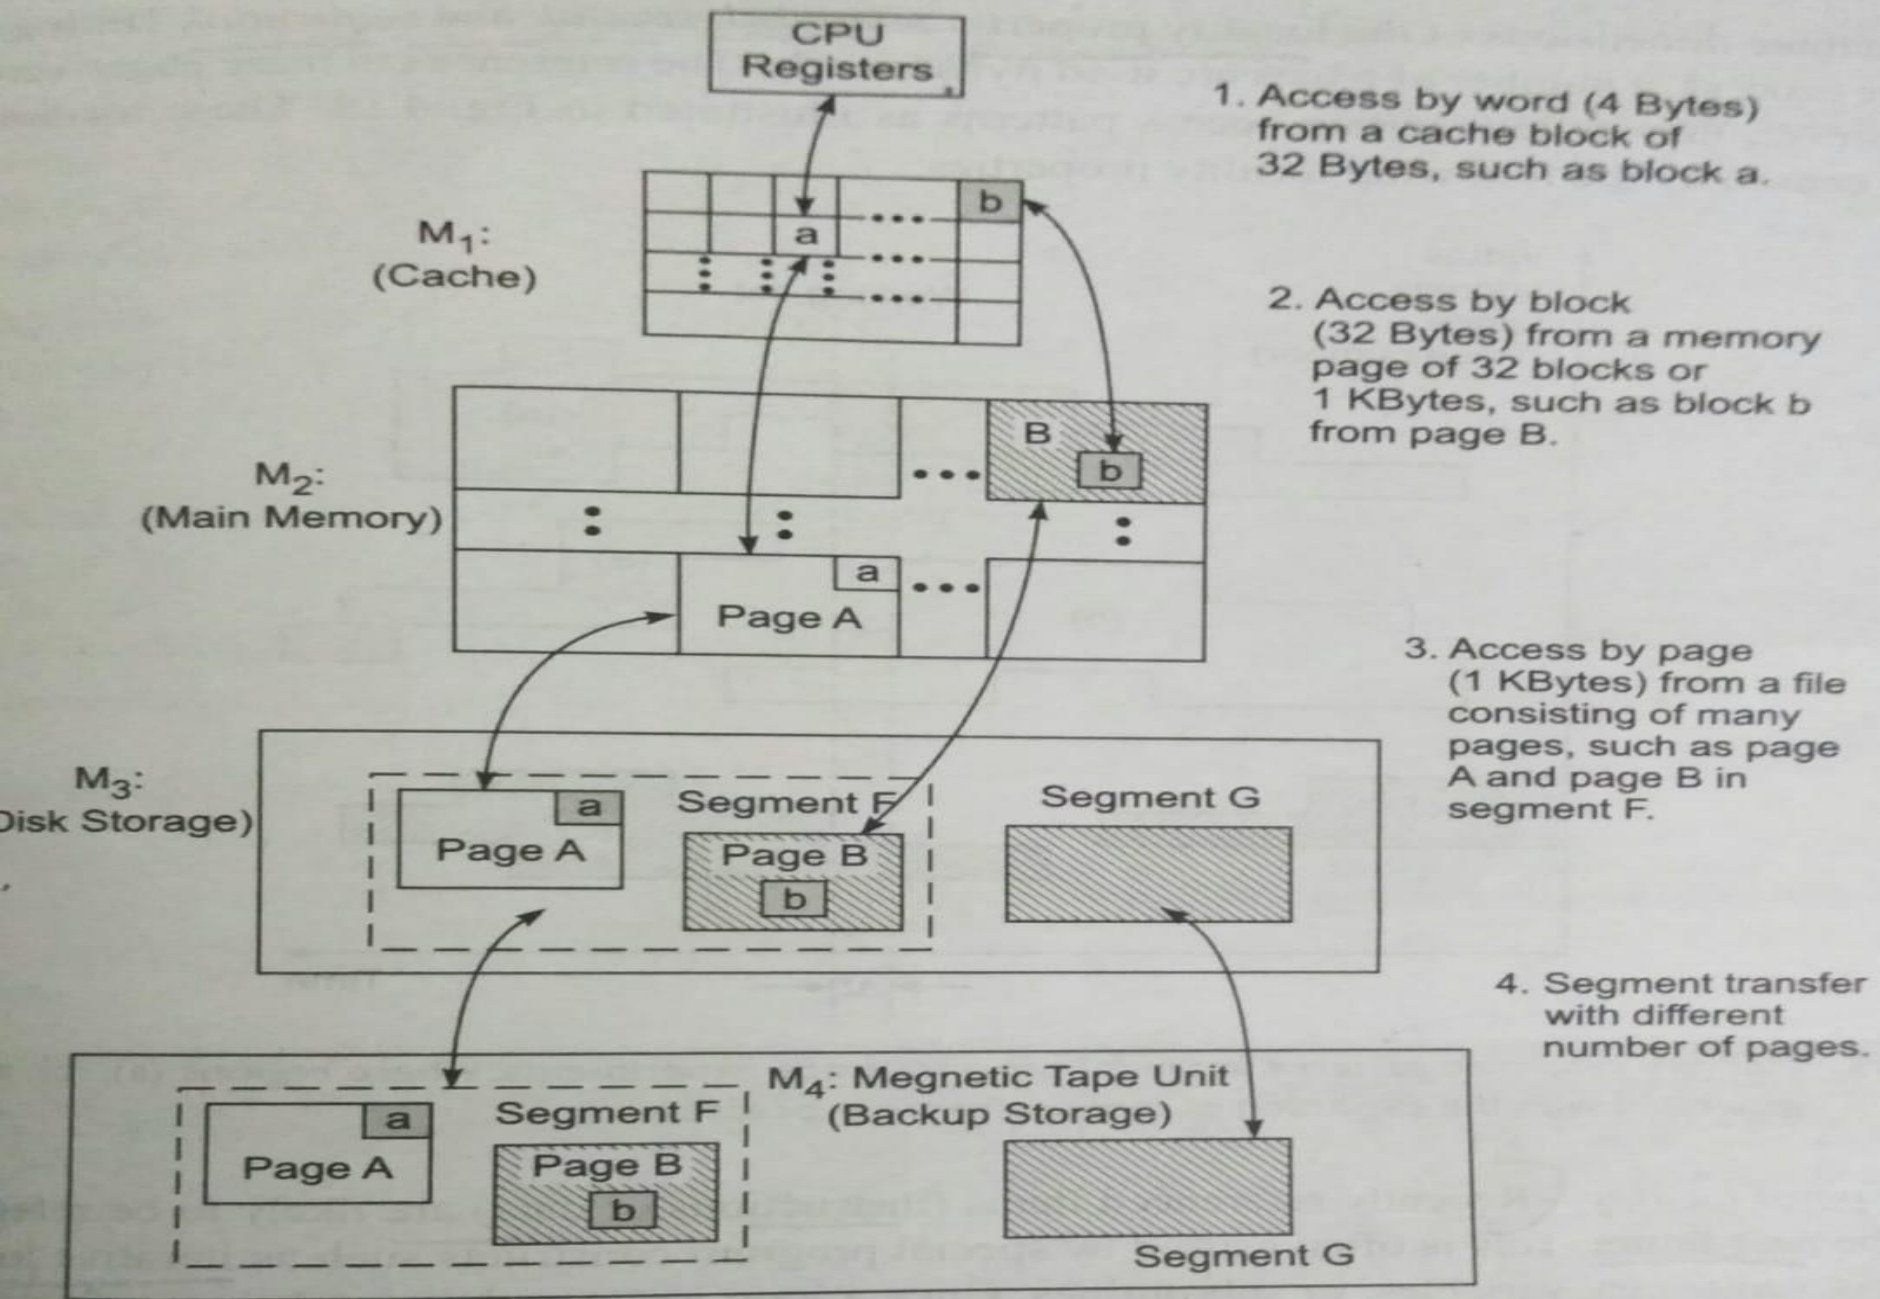 CPU
Registers
1. Access by word (4 Bytes)
from a cache block of
32 Bytes, such as block a.
b
M1:
(Cache)
a
2. Access by block
(32 Bytes) from a memory
page of 32 blocks or
1 KBytes, such as block b
from page B.
B
b
M2:
(Main Memory)
a
Page A
3. Access by page
(1 KBytes) from a file
consisting of many
pages, such as page
A and page B in
segment F.
M3:
Disk Storage)
a
Page A
Segment F
Page B
b
Segment G
4. Segment transfer
with different
number of pages.
M4: Megnetic Tape Unit
(Backup Storage)
a
Page A
Segment F
Page B
b
Segment G